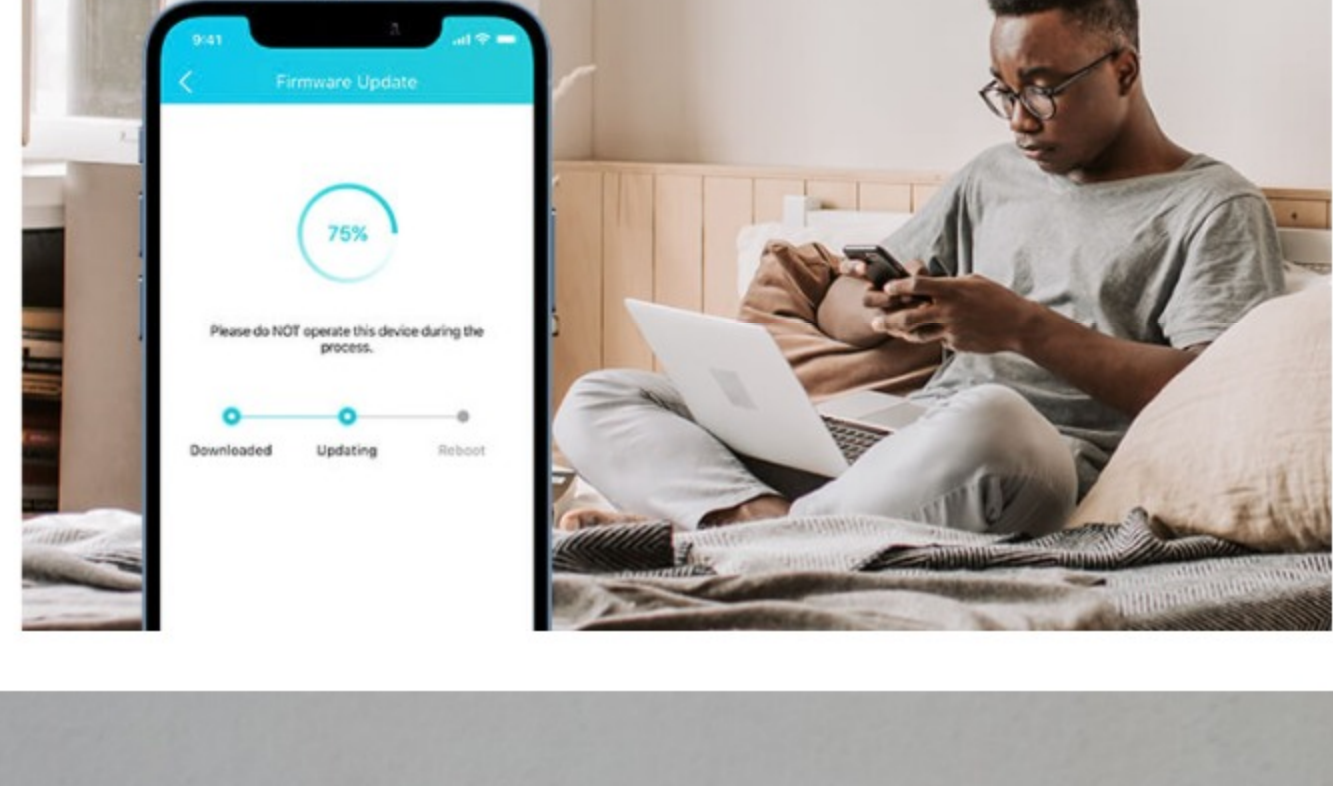 9:41
Firmware Update
75%
Please do NOT operate this device during the
process.
Downloaded Updating Reboot